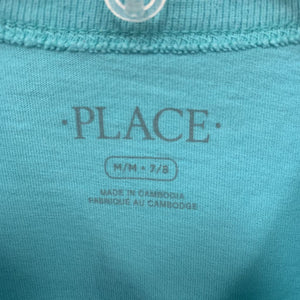 ·PLACE·
M/M • 7/8
MADE IN CAMBODIA
FABRIQUÉ AU CAMBODGE